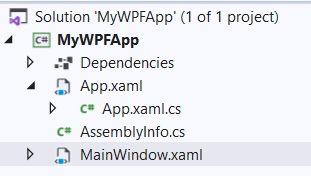 Solution 'MyWPFApp' (1 of 1 project)
C# MyWPFApp
Dependencies
App.xaml
C# App.xaml.cs
C# AssemblyInfo.cs
MainWindow.xaml